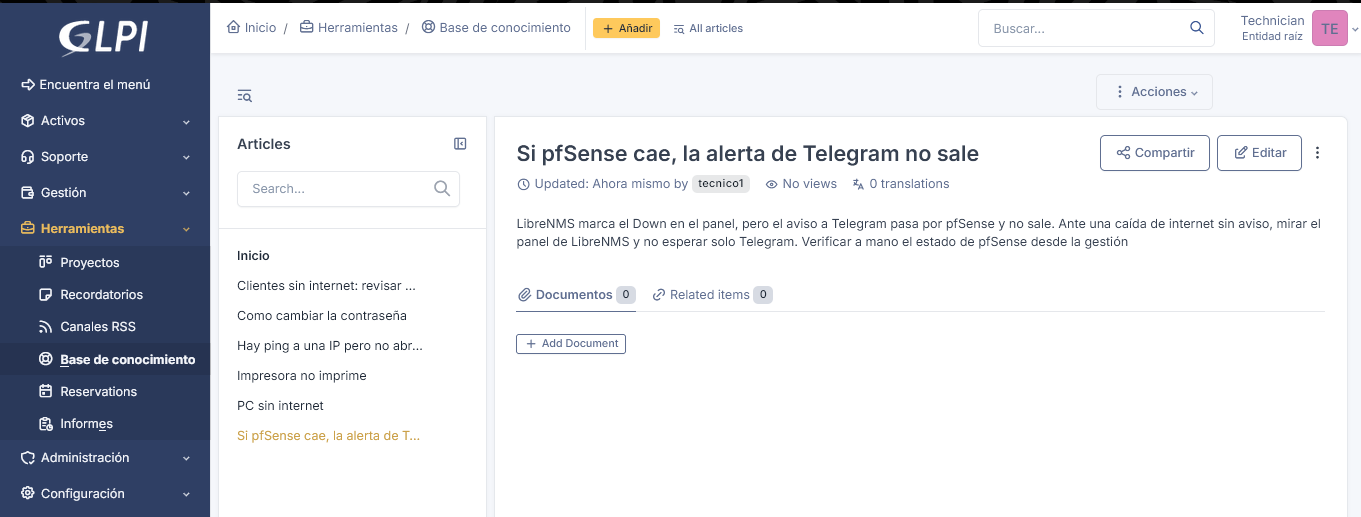 GLPI
Encuentra el menú
Activos
Soporte
Gestión
Herramientas
Proyectos
Recordatorios
Canales RSS
Base de conocimiento
Reservations
Informes
Administración
Configuración
Inicio / Herramientas / Base de conocimiento
+ Añadir
All articles
Buscar...
Technician
Entidad raíz
TE
Acciones
Articles
Search...
Inicio
Clientes sin internet: revisar ...
Como cambiar la contraseña
Hay ping a una IP pero no abr...
Impresora no imprime
PC sin internet
Si pfSense cae, la alerta de T...
Si pfSense cae, la alerta de Telegram no sale
Compartir
Editar
Updated: Ahora mismo by tecnico1 No views 0 translations
LibreNMS marca el Down en el panel, pero el aviso a Telegram pasa por pfSense y no sale. Ante una caída de internet sin aviso, mirar el
panel de LibreNMS y no esperar solo Telegram. Verificar a mano el estado de pfSense desde la gestión
Documentos 0 Related items 0
+ Add Document